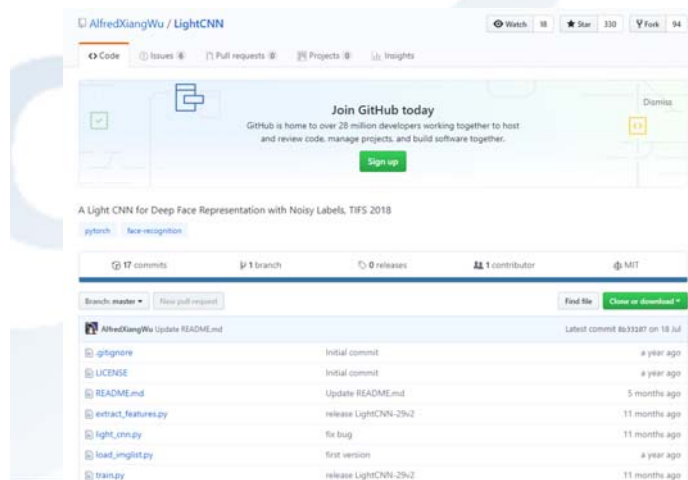 AlfredXiangWu / LightCNN
Watch 18 Star 330 Fork 94
Code Issues 6 Pull requests 0 Projects 0 Insights
Join GitHub today
Dismiss
GitHub is home to over 28 million developers working together to host
and review code, manage projects, and build software together.
Sign up
A Light CNN for Deep Face Representation with Noisy Labels, TIFS 2018
pytorch face-recognition
17 commits 1 branch 0 releases 1 contributor MIT
Branch: master New pull request Find file Clone or download
AlfredXiangWu Update README.md Latest commit 8b33187 on 18 Jul
.gitignore Initial commit a year ago
LICENSE Initial commit a year ago
README.md Update README.md 5 months ago
extract_features.py release LightCNN-29v2 11 months ago
light_cnn.py fix bug 11 months ago
load_imglist.py first version a year ago
train.py release LightCNN-29v2 11 months ago